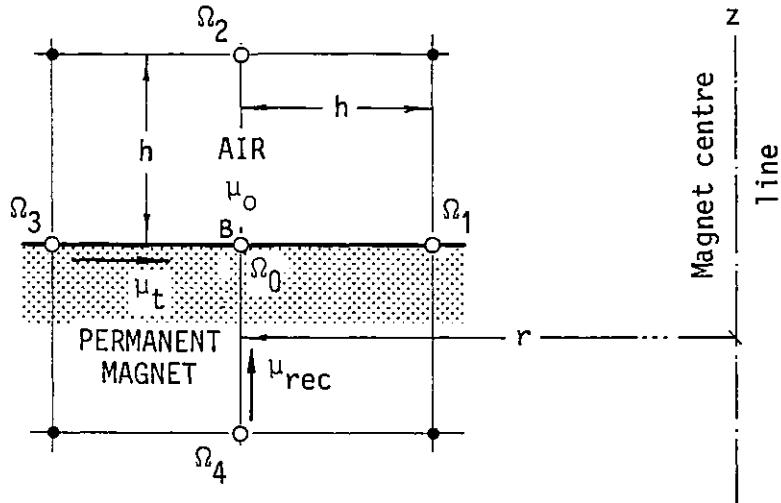 Ω2
z
h
h
AIR
μo
Magnet centre
line
Ω3
B
Ω1
Ω0
μt
r
PERMANENT
MAGNET
μrec
Ω4